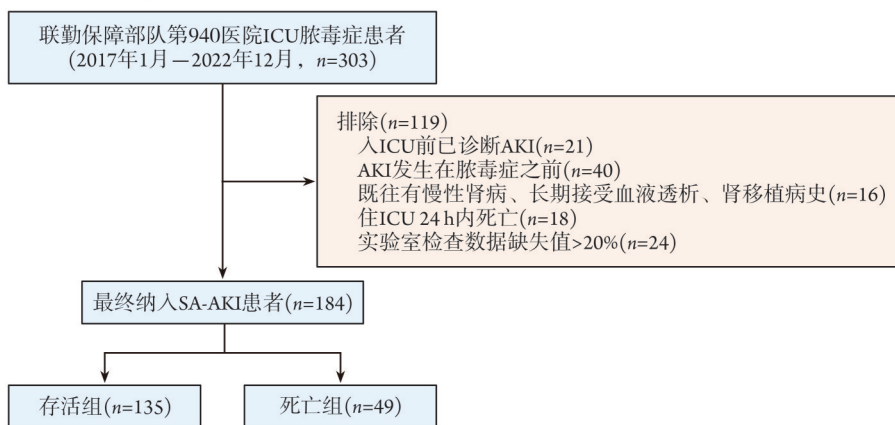 联勤保障部队第940医院ICU脓毒症患者
(2017年1月—2022年12月，n=303)
排除(n=119)
入ICU前已诊断AKI(n=21)
AKI发生在脓毒症之前(n=40)
既往有慢性肾病、长期接受血液透析、肾移植病史(n=16)
住ICU 24 h内死亡(n=18)
实验室检查数据缺失值>20%(n=24)
最终纳入SA-AKI患者(n=184)
存活组(n=135)
死亡组(n=49)